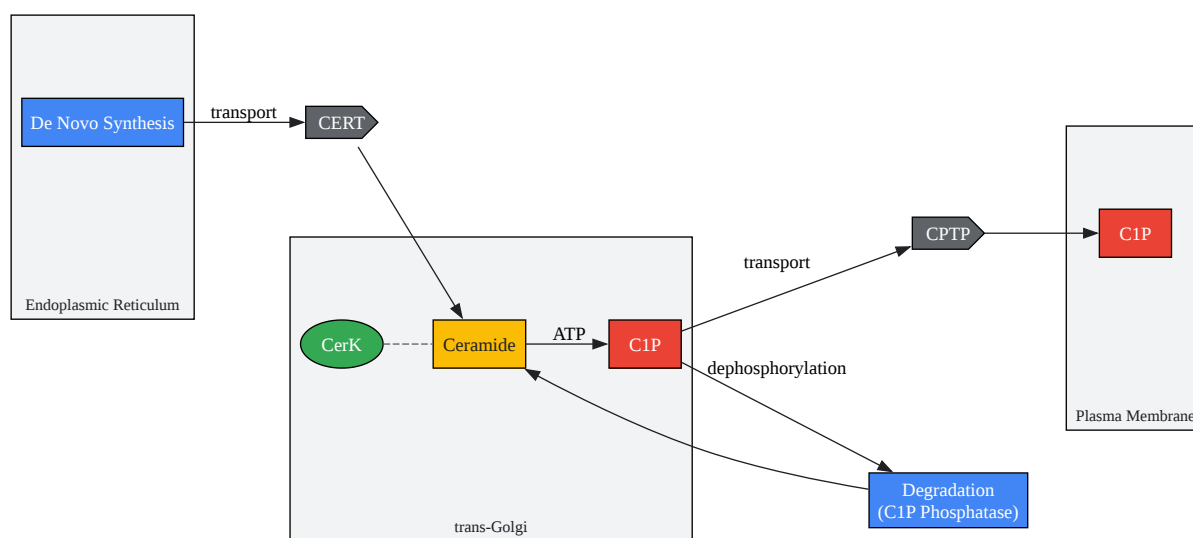 De Novo Synthesis
transport
CERT
Endoplasmic Reticulum
CerK
Ceramide
ATP
C1P
trans-Golgi
transport
dephosphorylation
CPTP
C1P
Plasma Membrane
Degradation
(C1P Phosphatase)